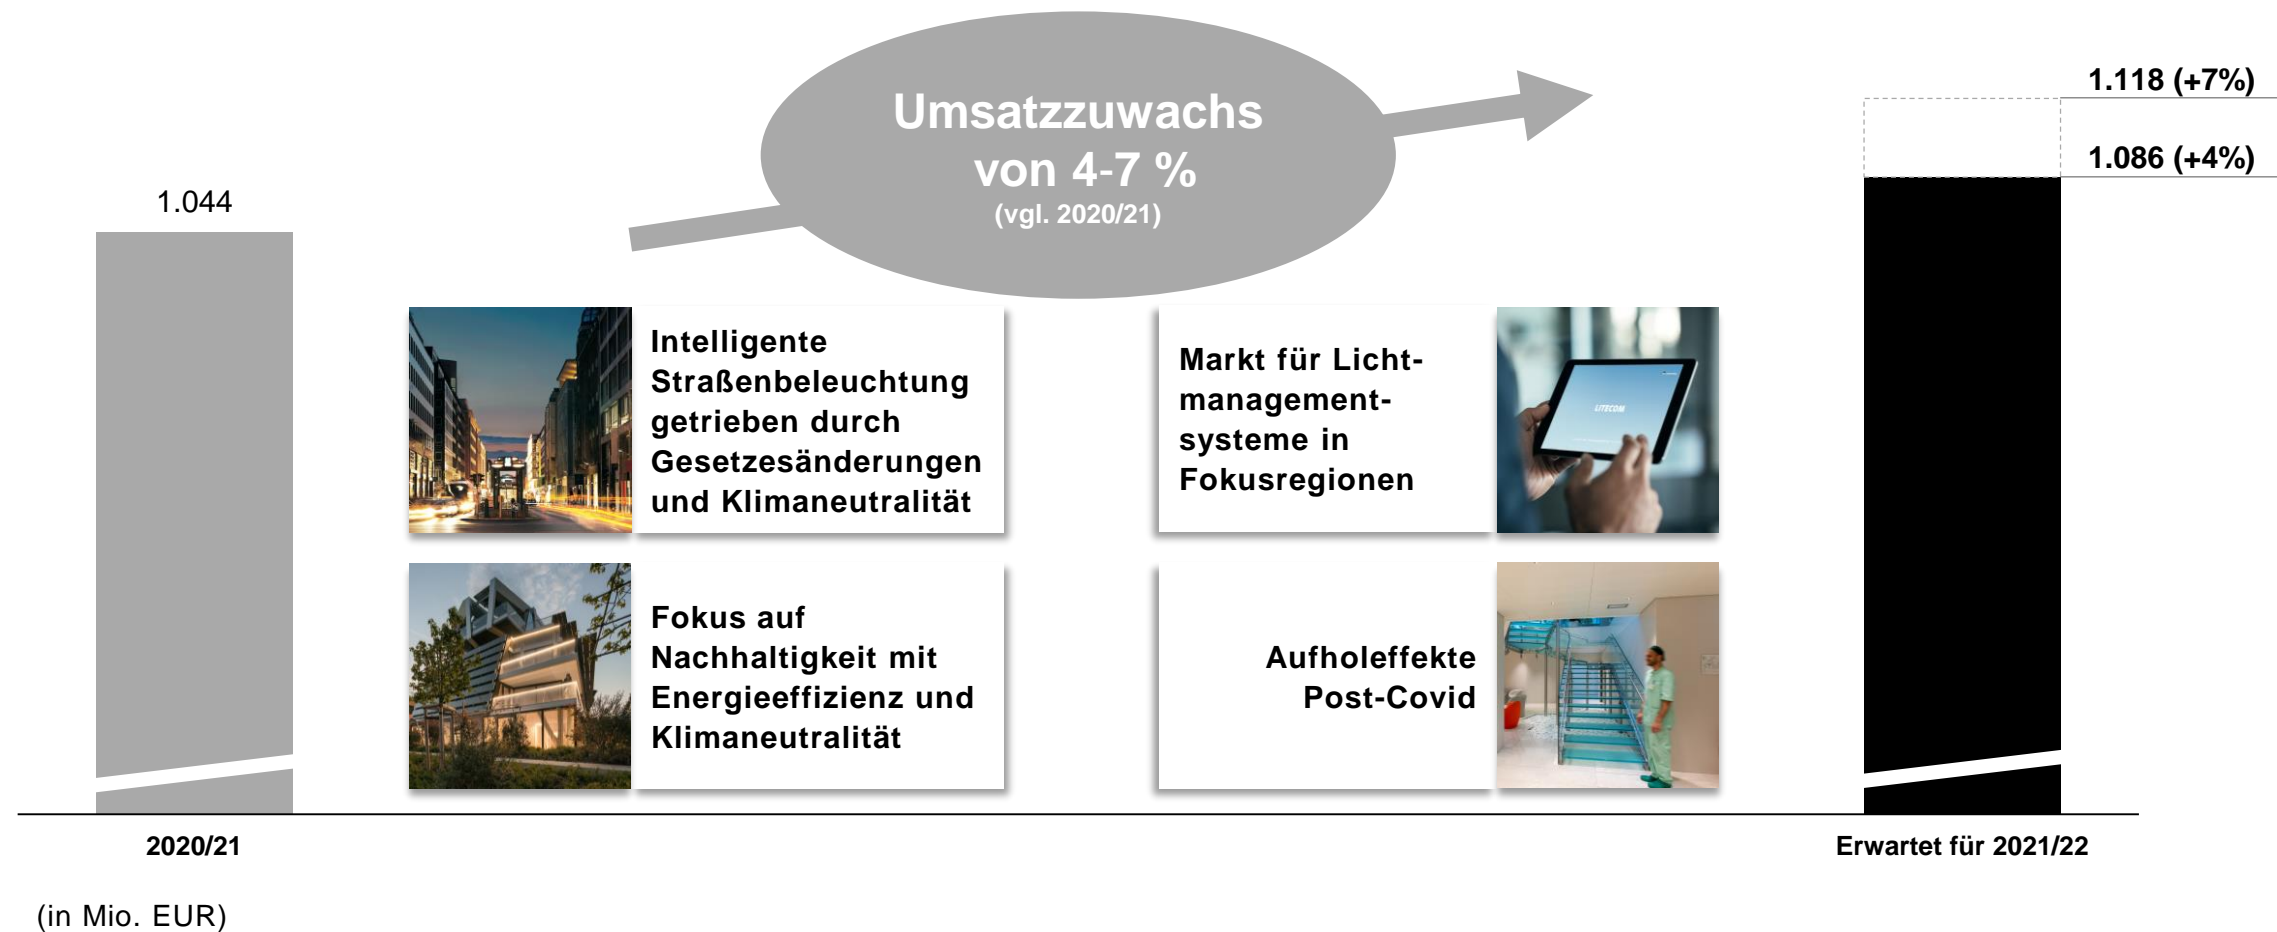 Umsatzzuwachs
von 4-7 %
(vgl. 2020/21)
1.118 (+7%)
1.086 (+4%)
1.044
Intelligente
Straßenbeleuchtung
getrieben durch
Gesetzesänderungen
und Klimaneutralität
Markt für Licht-
management-
systeme in
Fokusregionen
LITECOM
Fokus auf
Nachhaltigkeit mit
Energieeffizienz und
Klimaneutralität
Aufholeffekte
Post-Covid
2020/21
Erwartet für 2021/22
(in Mio. EUR)